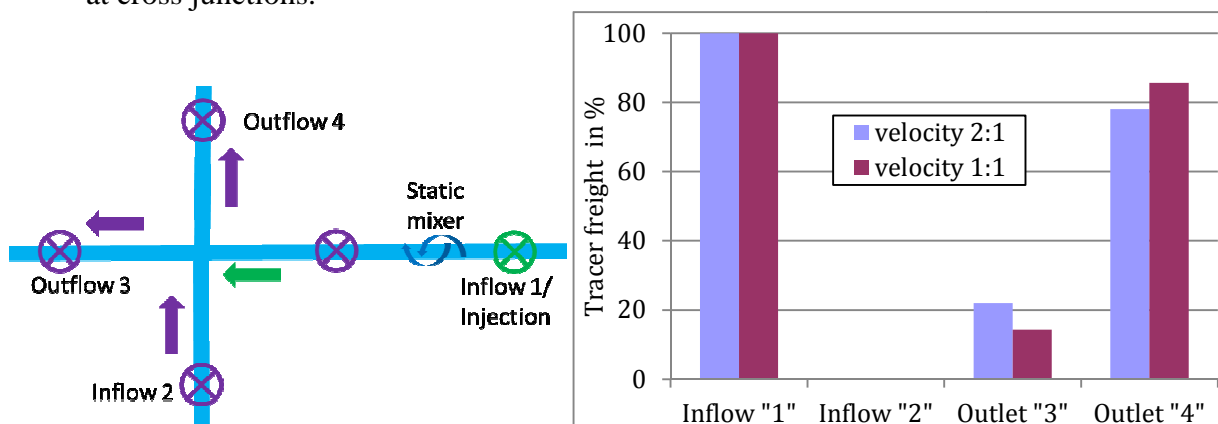 at cross junctions.
Outflow 4
Static
mixer
Outflow 3
Inflow 1/
Injection
Inflow 2
Tracer freight in %
100
80
60
40
20
0
velocity 2:1
velocity 1:1
Inflow "1" Inflow "2" Outlet "3" Outlet "4"